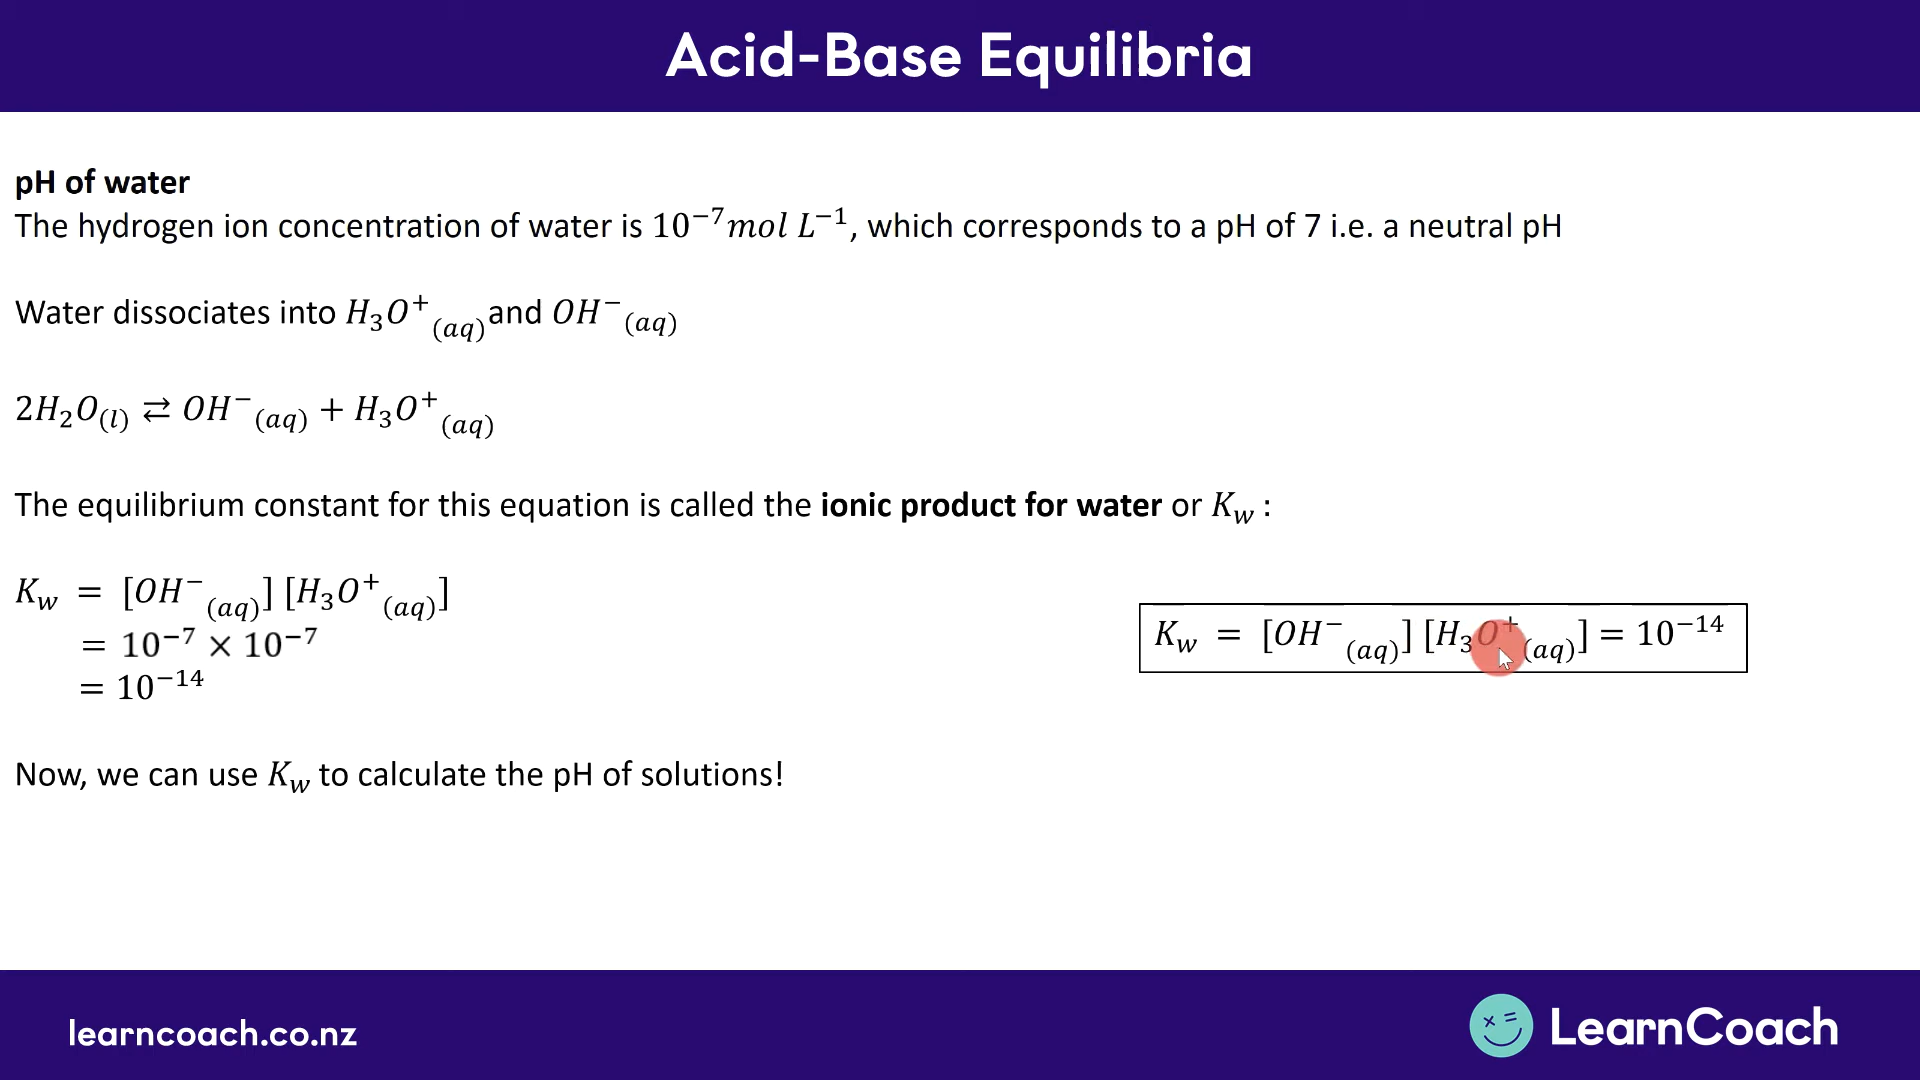 Acid-Base Equilibria
pH of water
The hydrogen ion concentration of water is 10⁻⁷mol L⁻¹, which corresponds to a pH of 7 i.e. a neutral pH
Water dissociates into H₃O⁺(aq) and OH⁻(aq)
2H₂O(l) ⇄ OH⁻(aq) + H₃O⁺(aq)
The equilibrium constant for this equation is called the ionic product for water or Kw :
Kw = [OH⁻(aq)] [H₃O⁺(aq)]
= 10⁻⁷ × 10⁻⁷
= 10⁻¹⁴
Kw = [OH⁻(aq)] [H₃O⁺(aq)] = 10⁻¹⁴
Now, we can use Kw to calculate the pH of solutions!
learncoach.co.nz
LearnCoach